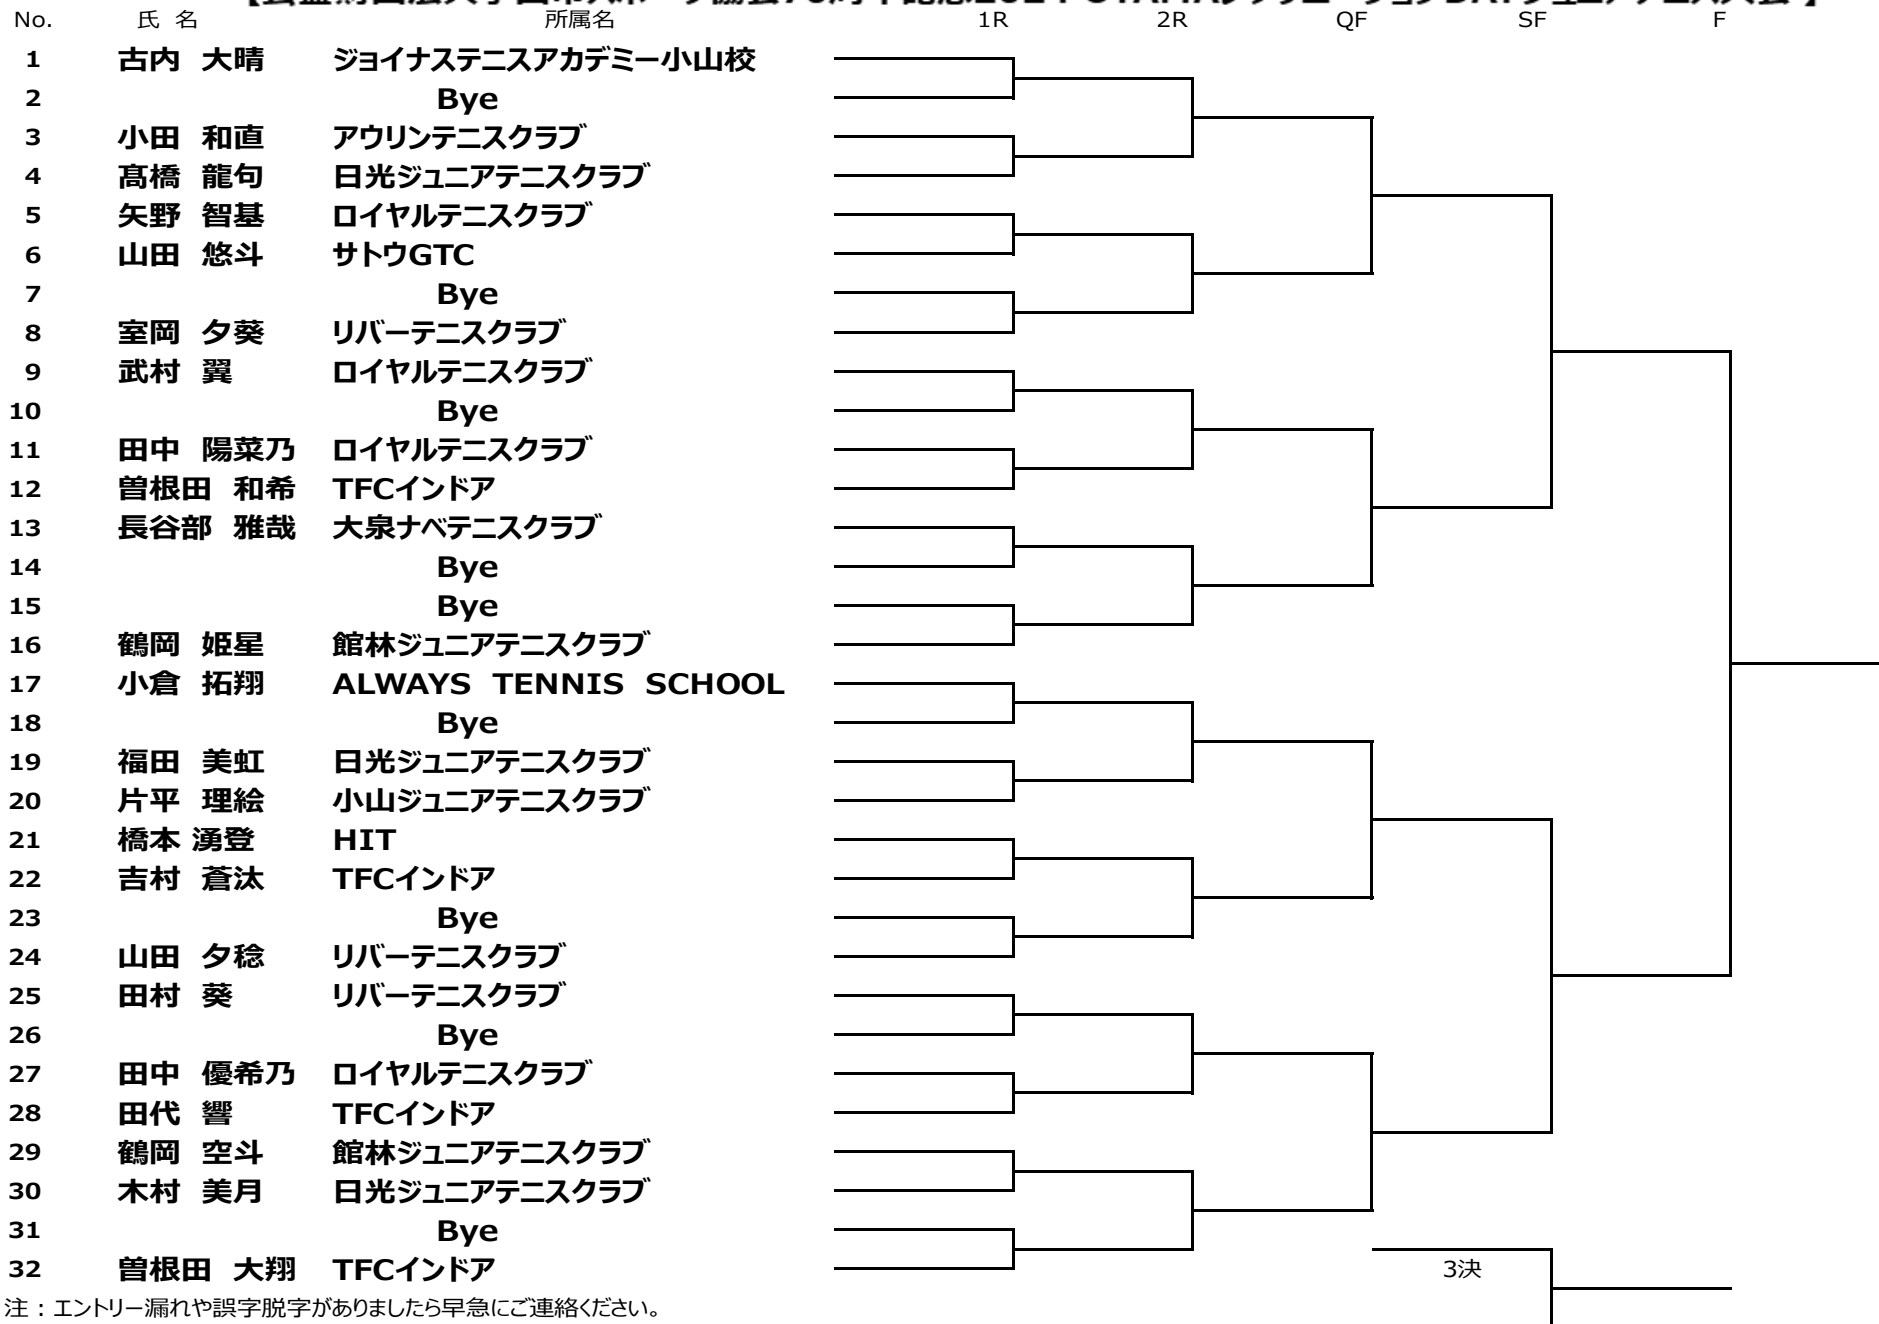 No. 氏 名 所属名 1R 2R QF SF F
1 古内 大晴 ジョイナステニスアカデミー小山校
2 Bye
3 小田 和直 アウリンテニスクラブ
4 髙橋 龍句 日光ジュニアテニスクラブ
5 矢野 智基 ロイヤルテニスクラブ
6 山田 悠斗 サトウGTC
7 Bye
8 室岡 夕葵 リバーテニスクラブ
9 武村 翼 ロイヤルテニスクラブ
10 Bye
11 田中 陽菜乃 ロイヤルテニスクラブ
12 曽根田 和希 TFCインドア
13 長谷部 雅哉 大泉ナベテニスクラブ
14 Bye
15 Bye
16 鶴岡 姫星 館林ジュニアテニスクラブ
17 小倉 拓翔 ALWAYS TENNIS SCHOOL
18 Bye
19 福田 美虹 日光ジュニアテニスクラブ
20 片平 理絵 小山ジュニアテニスクラブ
21 橋本 湧登 HIT
22 吉村 蒼汰 TFCインドア
23 Bye
24 山田 夕稔 リバーテニスクラブ
25 田村 葵 リバーテニスクラブ
26 Bye
27 田中 優希乃 ロイヤルテニスクラブ
28 田代 響 TFCインドア
29 鶴岡 空斗 館林ジュニアテニスクラブ
30 木村 美月 日光ジュニアテニスクラブ
31 Bye
32 曽根田 大翔 TFCインドア
3決
注：エントリー漏れや誤字脱字がありましたら早急にご連絡ください。